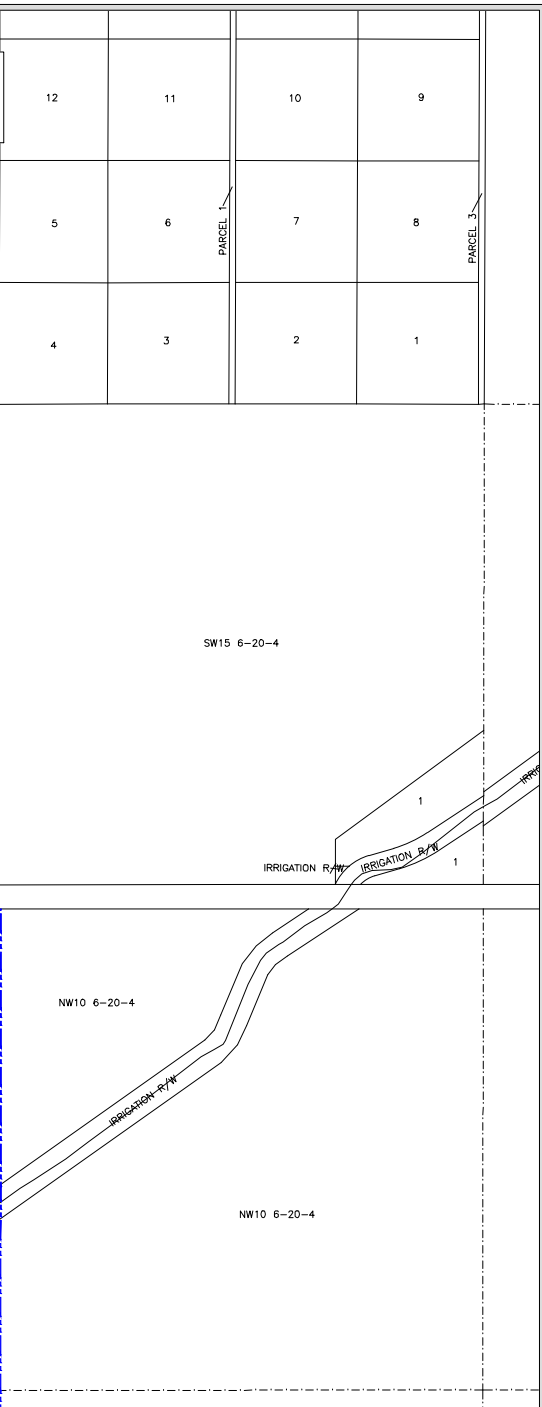 12
11
10
9
5
6
PARCEL 1
7
8
PARCEL 3
4
3
2
1
SW15 6-20-4
1
IRRIGATION R/W
IRRIGATION R/W
1
NW10 6-20-4
IRRIGATION R/W
NW10 6-20-4